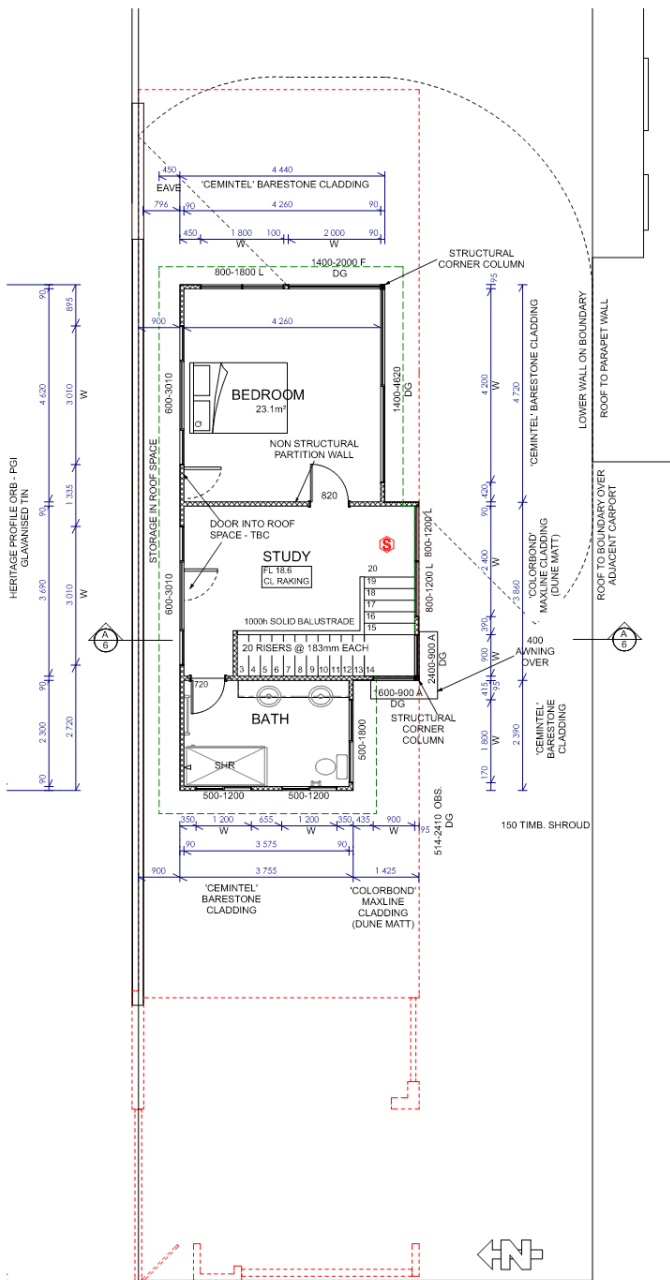 450
4 440
EAVE
'CEMINTEL' BARESTONE CLADDING
796
90
4 260
90
450
1 800
100
2 000
90
W
W
800-1800 L
1400-2000 F
DG
STRUCTURAL
CORNER COLUMN
900
4 260
BEDROOM
23.1m²
600-3010
1400-4620
DG
NON STRUCTURAL
PARTITION WALL
820
DOOR INTO ROOF
SPACE - TBC
STUDY
FL 18.6
CL RAKING
S
600-3010
800-1200 L
800-1200 L
20
19
18
17
16
15
1000h SOLID BALUSTRADE
20 RISERS @ 183mm EACH
3 4 5 6 7 8 9 10 11 12 13 14
2400-900 A
DG
400
AWNING
OVER
1600-900 A
DG
STRUCTURAL
CORNER
COLUMN
720
BATH
SHR
500-1800
500-1200
500-1200
514-2410 OBS.
DG
350
1 200
655
1 200
350
435
900
95
W
W
W
90
3 575
90
900
3 755
1 425
'CEMINTEL'
BARESTONE
CLADDING
'COLORBOND'
MAXLINE
CLADDING
(DUNE MATT)
HERITAGE PROFILE ORB - PGI
GLAVANISED TIN
STORAGE IN ROOF SPACE
90
4 620
90
3 690
90
2 300
90
895
3 010
W
1 335
3 010
W
2 720
A
6
A
6
95
4 200
W
420
90
2 400
W
390
900
W
415
95
1 800
W
170
4 720
3 860
2 390
'CEMINTEL' BARESTONE CLADDING
'COLORBOND'
MAXLINE CLADDING
(DUNE MATT)
'CEMINTEL'
BARESTONE
CLADDING
LOWER WALL ON BOUNDARY
ROOF TO PARAPET WALL
ROOF TO BOUNDARY OVER
ADJACENT CARPORT
150 TIMB. SHROUD
N